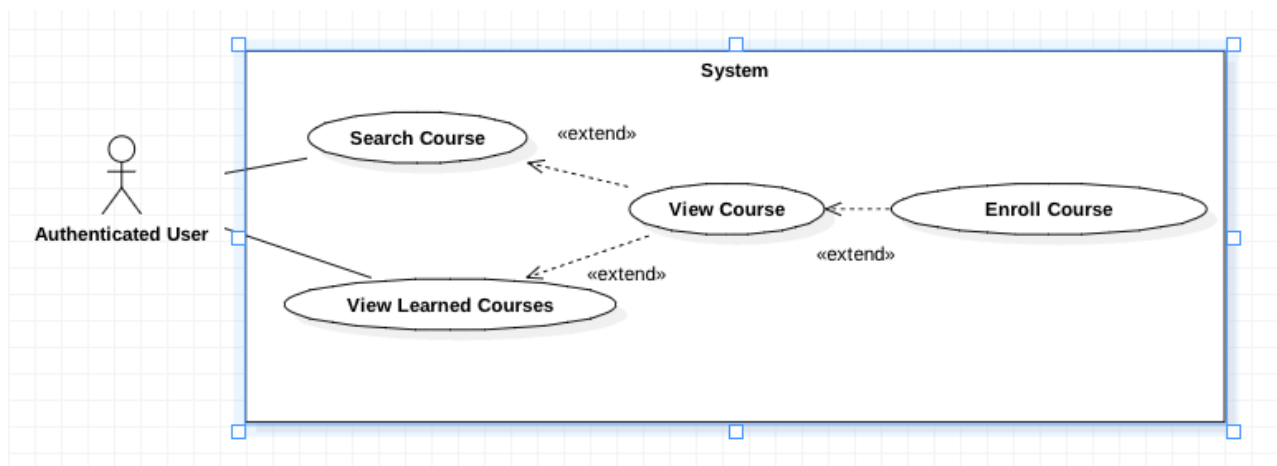 System
Search Course
«extend»
View Course
Enroll Course
Authenticated User
«extend»
«extend»
View Learned Courses